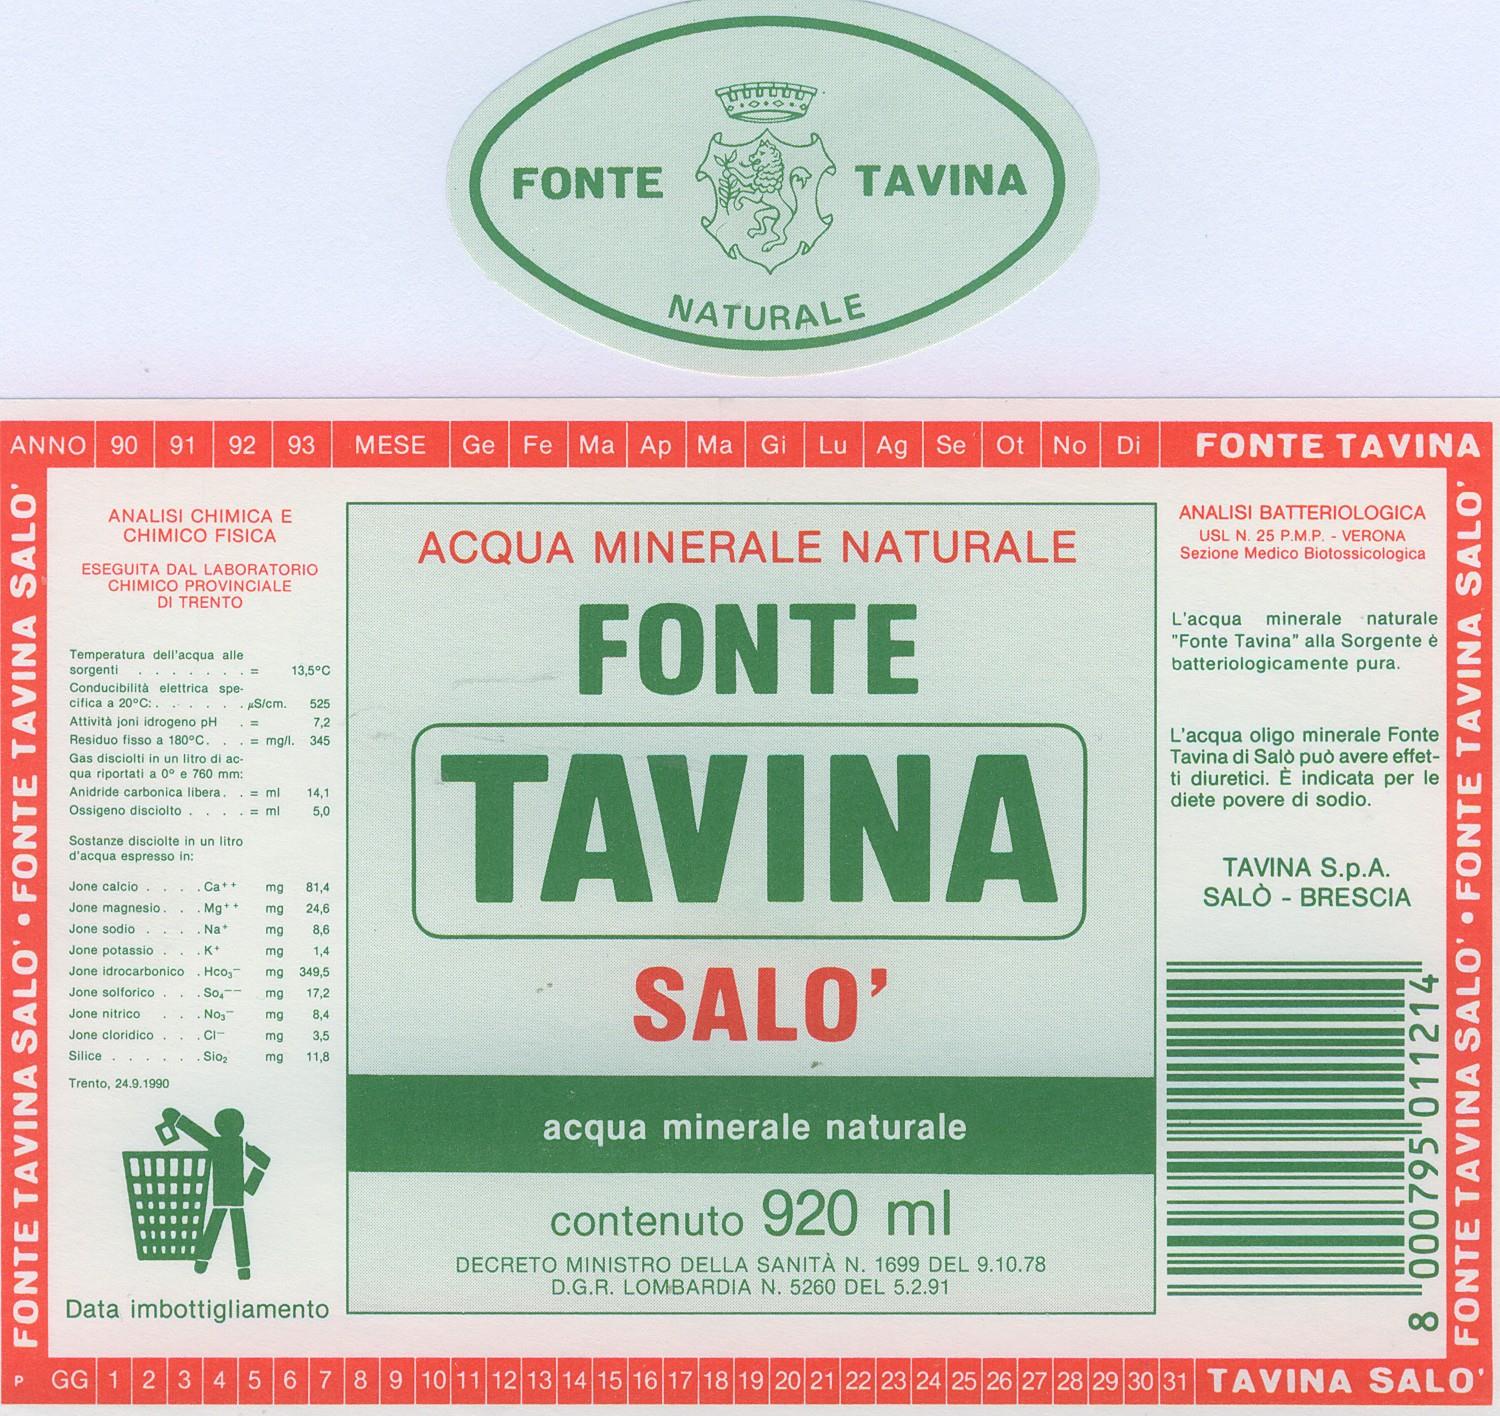 FONTE TAVINA
NATURALE
ANNO 90 91 92 93 MESE Ge Fe Ma Ap Ma Gi Lu Ag Se Ot No Di FONTE TAVINA
FONTE TAVINA SALO' • FONTE TAVINA SALO'
ANALISI CHIMICA E
CHIMICO FISICA
ESEGUITA DAL LABORATORIO
CHIMICO PROVINCIALE
DI TRENTO
Temperatura dell'acqua alle
sorgenti . . . . . . . = 13,5°C
Conducibilità elettrica spe-
cifica a 20°C: . . . . . . µS/cm. 525
Attività joni idrogeno pH . = 7,2
Residuo fisso a 180°C. . . = mg/l. 345
Gas disciolti in un litro di ac-
qua riportati a 0° e 760 mm:
Anidride carbonica libera. . = ml 14,1
Ossigeno disciolto . . . . = ml 5,0
Sostanze disciolte in un litro
d'acqua espresso in:
Jone calcio . . . . Ca++ mg 81,4
Jone magnesio. . . Mg++ mg 24,6
Jone sodio . . . . Na+ mg 8,6
Jone potassio . . . K+ mg 1,4
Jone idrocarbonico . Hco₃⁻ mg 349,5
Jone solforico . . . So₄⁻⁻ mg 17,2
Jone nitrico . . . No₃⁻ mg 8,4
Jone cloridico . . . Cl⁻ mg 3,5
Silice . . . . . . Sio₂ mg 11,8
Trento, 24.9.1990
Data imbottigliamento
ACQUA MINERALE NATURALE
FONTE
TAVINA
SALO'
acqua minerale naturale
contenuto 920 ml
DECRETO MINISTRO DELLA SANITÀ N. 1699 DEL 9.10.78
D.G.R. LOMBARDIA N. 5260 DEL 5.2.91
ANALISI BATTERIOLOGICA
USL N. 25 P.M.P. - VERONA
Sezione Medico Biotossicologica
L'acqua minerale naturale
"Fonte Tavina" alla Sorgente è
batteriologicamente pura.
L'acqua oligo minerale Fonte
Tavina di Salò può avere effet-
ti diuretici. È indicata per le
diete povere di sodio.
TAVINA S.p.A.
SALÒ - BRESCIA
8 000795 011214
FONTE TAVINA SALO' • FONTE TAVINA SALO'
P GG 1 2 3 4 5 6 7 8 9 10 11 12 13 14 15 16 17 18 19 20 21 22 23 24 25 26 27 28 29 30 31 TAVINA SALO'